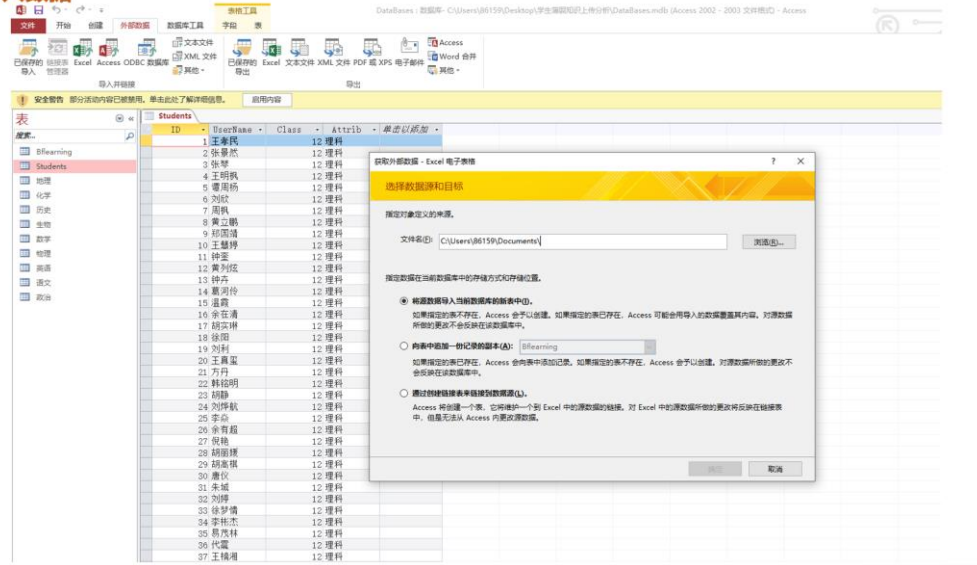 表格工具
DataBases : 数据库- C:\Users\86159\Desktop\学生薄弱知识上传分析\DataBases.mdb (Access 2002 - 2003 文件格式) - Access
文件 开始 创建 外部数据 数据库工具 字段 表
已保存的导入 链接表管理器 Excel Access ODBC 数据库 文本文件 XML 文件 其他
已保存的导出 Excel 文本文件 XML 文件 PDF 或 XPS 电子邮件 Access Word 合并 其他
导入并链接 导出
安全警告 部分活动内容已被禁用。单击此处了解详细信息。 启用内容
表
搜索...
Bflearning
Students
地理
化学
历史
生物
数学
物理
英语
语文
政治
Students
ID UserName Class Attrib 单击以添加
1 王孝民 12 理科
2 张景然 12 理科
3 张琴 12 理科
4 王明枫 12 理科
5 谭周杨 12 理科
6 刘欣 12 理科
7 周枫 12 理科
8 黄立鹏 12 理科
9 郑国清 12 理科
10 王慧婷 12 理科
11 钟奎 12 理科
12 黄列炫 12 理科
13 钟卉 12 理科
14 葛河伶 12 理科
15 温霞 12 理科
16 余在清 12 理科
17 胡实琳 12 理科
18 徐阳 12 理科
19 刘利 12 理科
20 王真玺 12 理科
21 方丹 12 理科
22 韩铭明 12 理科
23 胡静 12 理科
24 刘烨航 12 理科
25 李焱 12 理科
26 余有超 12 理科
27 倪艳 12 理科
28 胡丽颖 12 理科
29 胡高祺 12 理科
30 唐仪 12 理科
31 朱城 12 理科
32 刘婷 12 理科
33 徐梦情 12 理科
34 李彬杰 12 理科
35 易茂林 12 理科
36 代震 12 理科
37 王楠湘 12 理科
获取外部数据 - Excel 电子表格
选择数据源和目标
指定对象定义的来源。
文件名(F): C:\Users\86159\Documents\ 浏览(R)...
指定数据在当前数据库中的存储方式和存储位置。
将源数据导入当前数据库的新表中(I)。
如果指定的表不存在，Access 会予以创建。如果指定的表已存在，Access 可能会用导入的数据覆盖其内容。对源数据
所做的更改不会反映在该数据库中。
向表中追加一份记录的副本(A): Bflearning
如果指定的表已存在，Access 会向表中添加记录。如果指定的表不存在，Access 会予以创建。对源数据所做的更改不
会反映在该数据库中。
通过创建链接表来链接到数据源(L)。
Access 将创建一个表，它将维护一个到 Excel 中的源数据的链接。对 Excel 中的源数据所做的更改将反映在链接表
中，但是无法从 Access 内更改源数据。
确定 取消